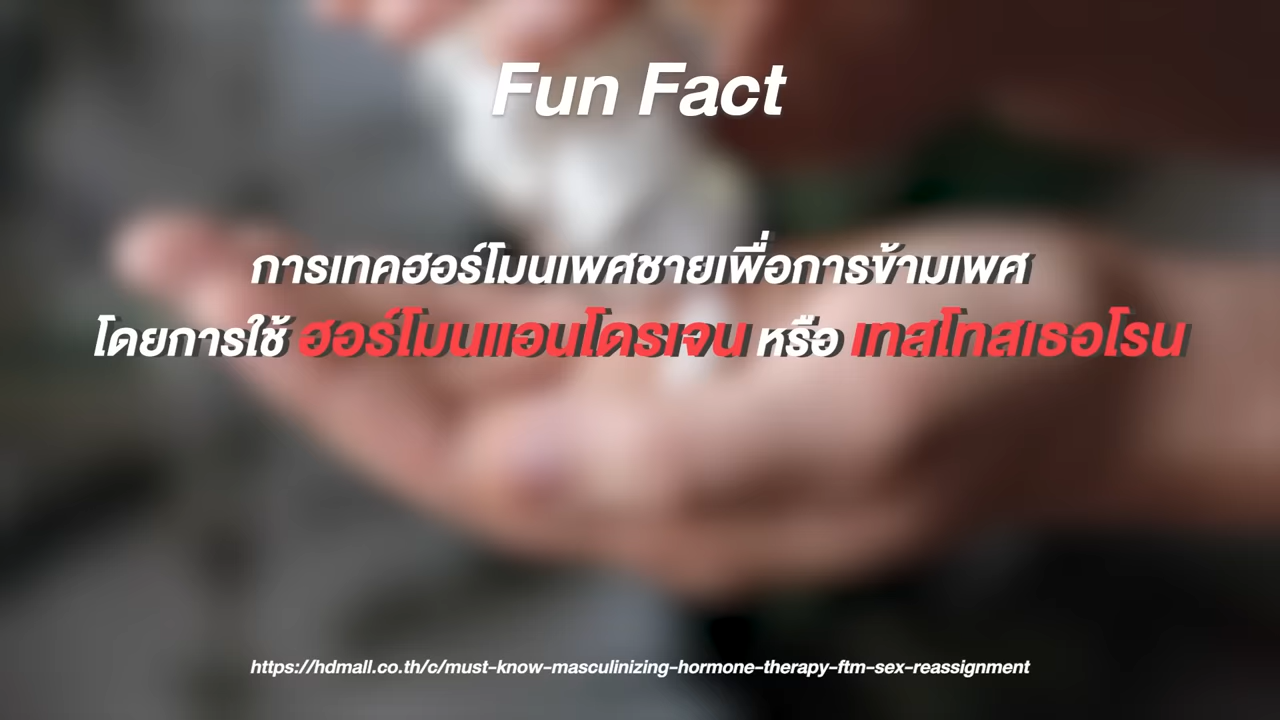 Fun Fact
การเทคฮอร์โมนเพศชายเพื่อการข้ามเพศ
โดยการใช้ ฮอร์โมนแอนโดรเจน หรือ เทสโทสเธอโรน
https://hdmall.co.th/c/must-know-masculinizing-hormone-therapy-ftm-sex-reassignment